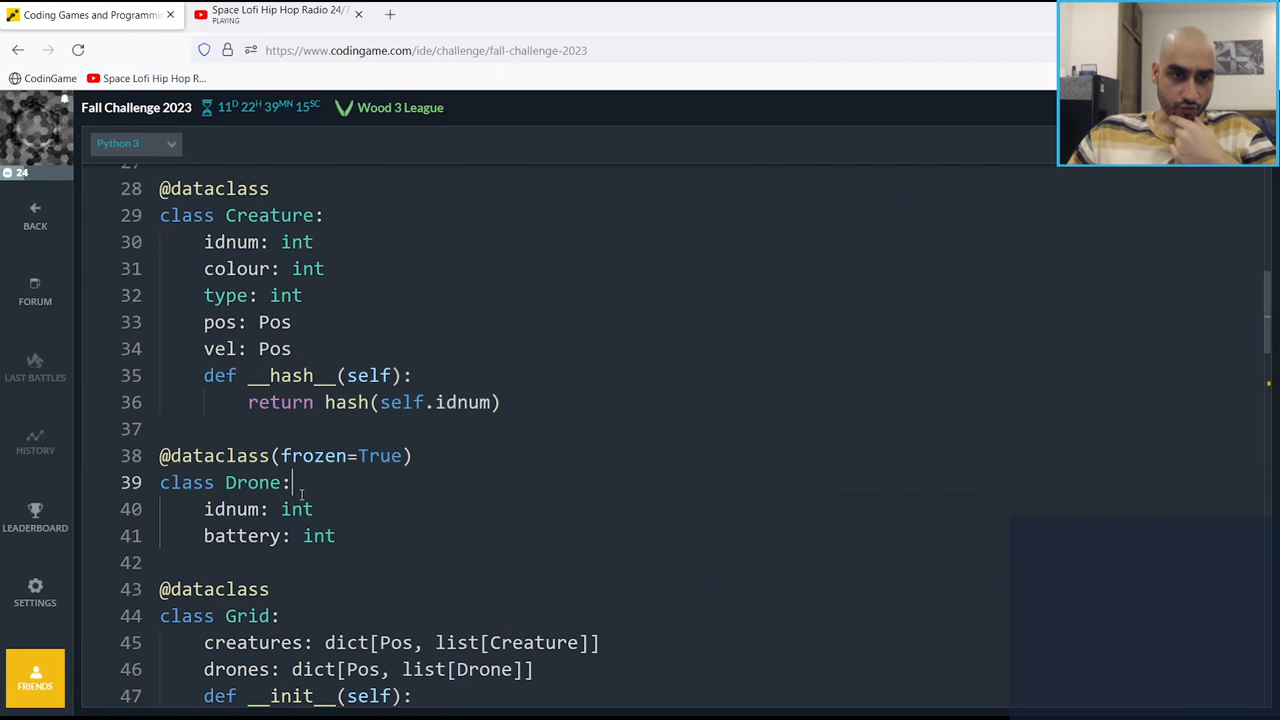 Coding Games and Programmin
Space Lofi Hip Hop Radio 24/7
PLAYING
https://www.codingame.com/ide/challenge/fall-challenge-2023
CodinGame
Space Lofi Hip Hop R...
Fall Challenge 2023
11D 22H 39MN 15SC
Wood 3 League
Python 3
24
BACK
FORUM
LAST BATTLES
HISTORY
LEADERBOARD
SETTINGS
FRIENDS
27
28 @dataclass
29 class Creature:
30 idnum: int
31 colour: int
32 type: int
33 pos: Pos
34 vel: Pos
35 def __hash__(self):
36 return hash(self.idnum)
37
38 @dataclass(frozen=True)
39 class Drone:
40 idnum: int
41 battery: int
42
43 @dataclass
44 class Grid:
45 creatures: dict[Pos, list[Creature]]
46 drones: dict[Pos, list[Drone]]
47 def __init__(self):